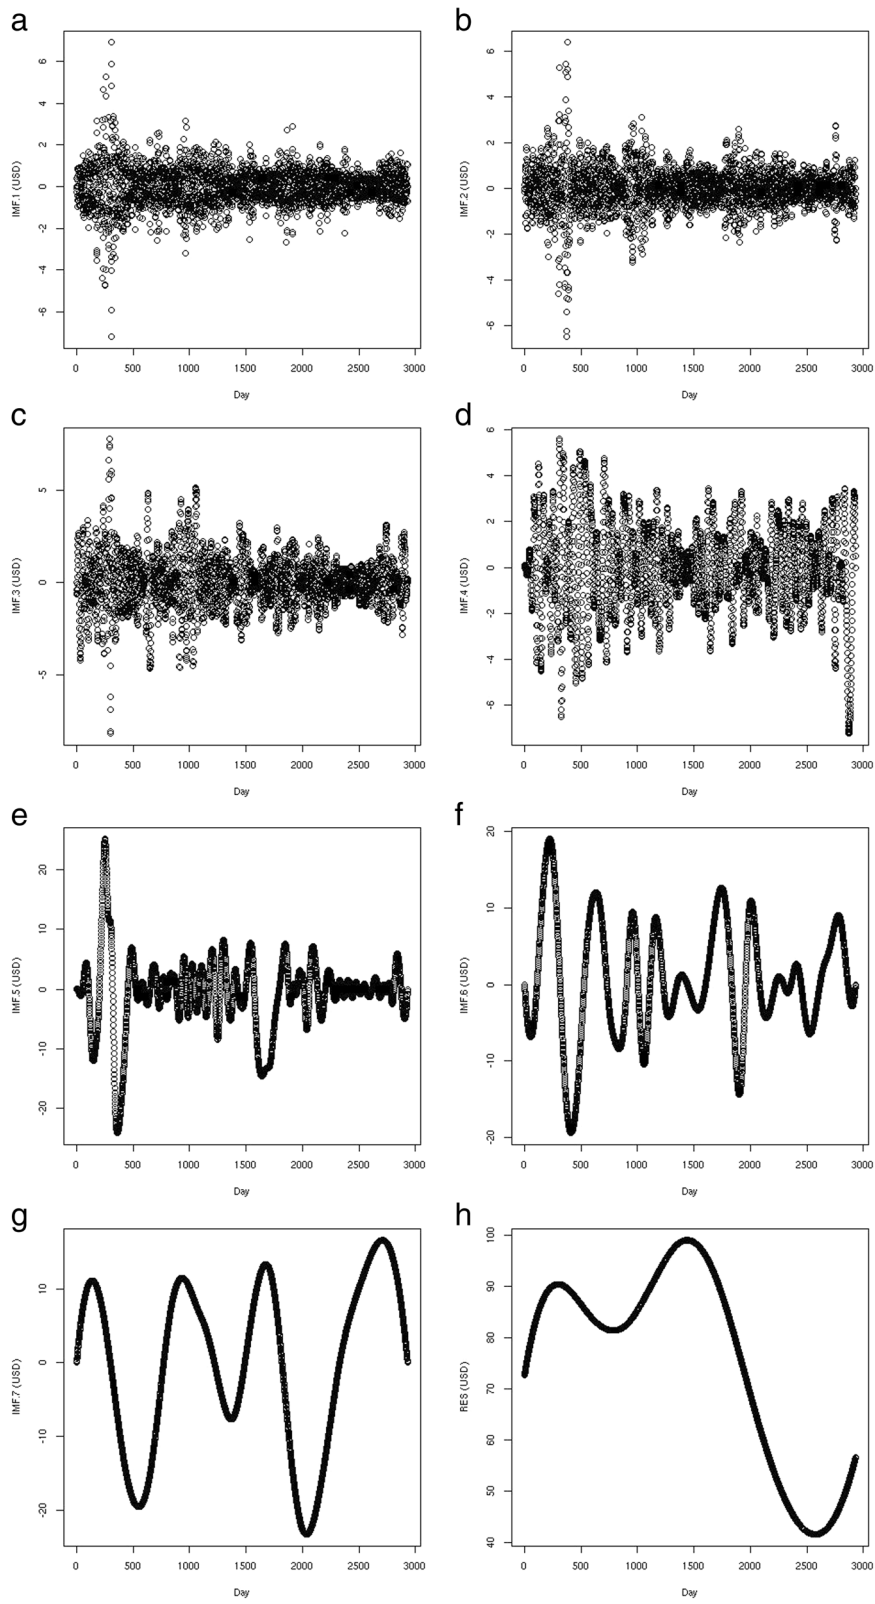 a
6
4
2
0
-2
-4
-6
IMF.1 (USD)
0 500 1000 1500 2000 2500 3000
Day
b
6
4
2
0
-2
-4
-6
IMF.2 (USD)
0 500 1000 1500 2000 2500 3000
Day
c
5
0
-5
IMF.3 (USD)
0 500 1000 1500 2000 2500 3000
Day
d
6
4
2
0
-2
-4
-6
IMF.4 (USD)
0 500 1000 1500 2000 2500 3000
Day
e
20
10
0
-10
-20
IMF.5 (USD)
0 500 1000 1500 2000 2500 3000
Day
f
20
10
0
-10
-20
IMF.6 (USD)
0 500 1000 1500 2000 2500 3000
Day
g
10
0
-10
-20
IMF.7 (USD)
0 500 1000 1500 2000 2500 3000
Day
h
100
90
80
70
60
50
40
RES (USD)
0 500 1000 1500 2000 2500 3000
Day